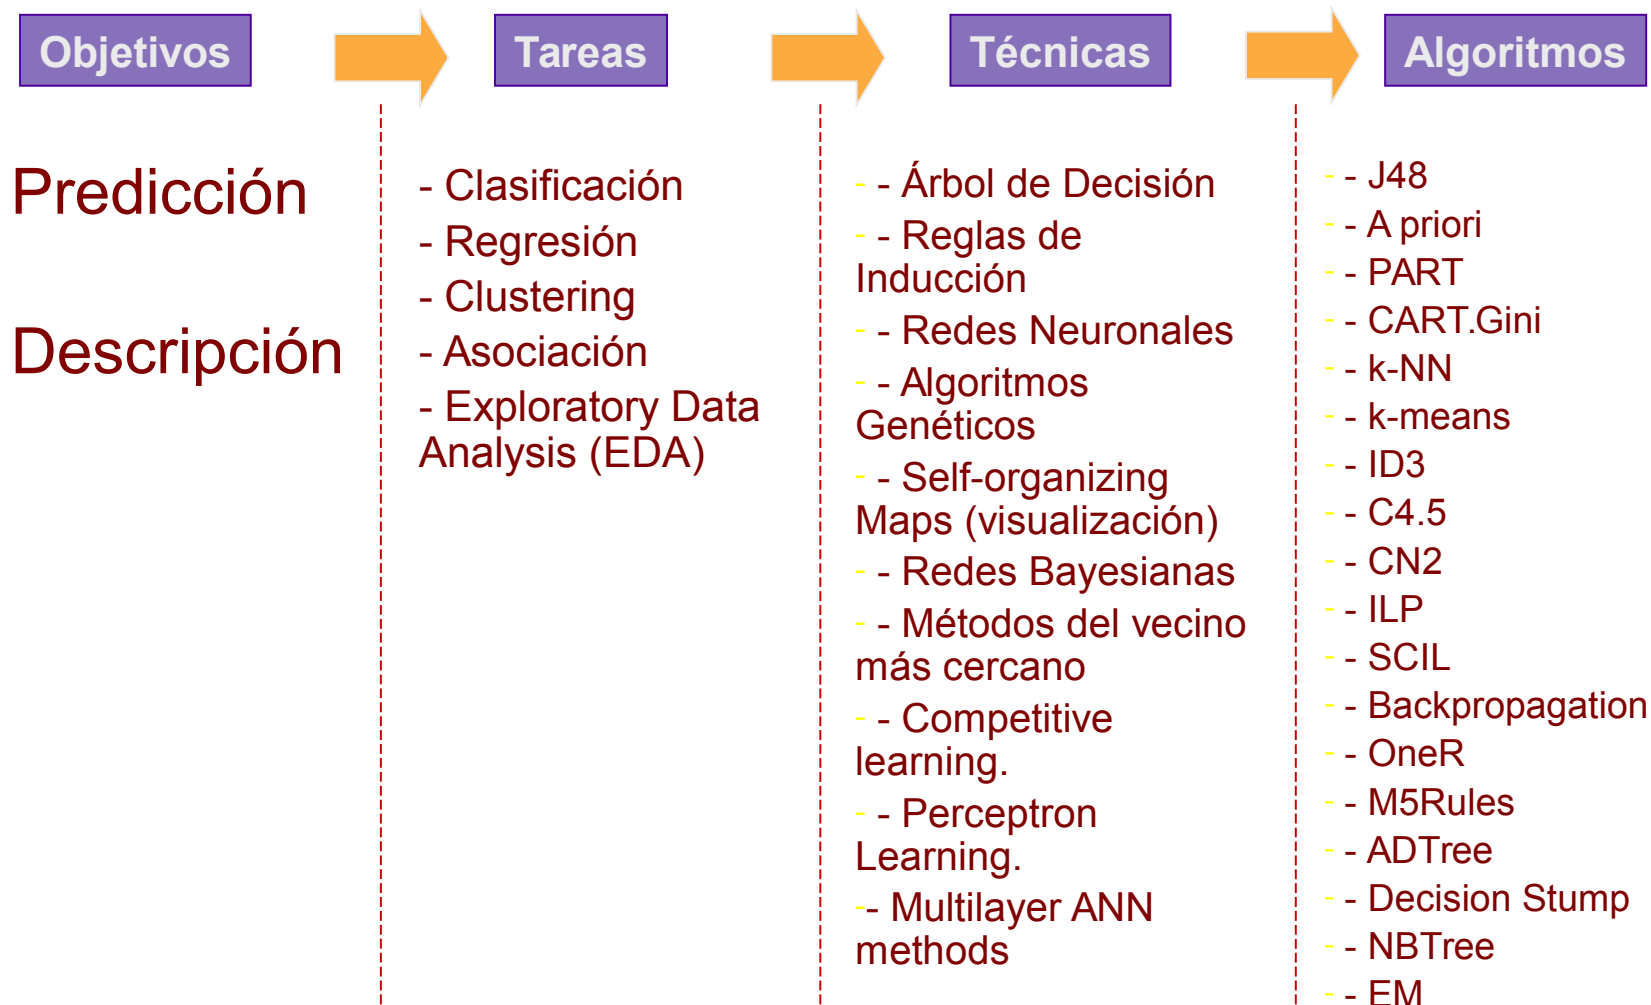 Objetivos
Tareas
Técnicas
Algoritmos
Predicción
Descripción
- Clasificación
- Regresión
- Clustering
- Asociación
- Exploratory Data
Analysis (EDA)
- - Árbol de Decisión
- - Reglas de
Inducción
- - Redes Neuronales
- - Algoritmos
Genéticos
- - Self-organizing
Maps (visualización)
- - Redes Bayesianas
- - Métodos del vecino
más cercano
- - Competitive
learning.
- - Perceptron
Learning.
-- Multilayer ANN
methods
- - J48
- - A priori
- - PART
- - CART.Gini
- - k-NN
- - k-means
- - ID3
- - C4.5
- - CN2
- - ILP
- - SCIL
- - Backpropagation
- - OneR
- - M5Rules
- - ADTree
- - Decision Stump
- - NBTree
- - EM